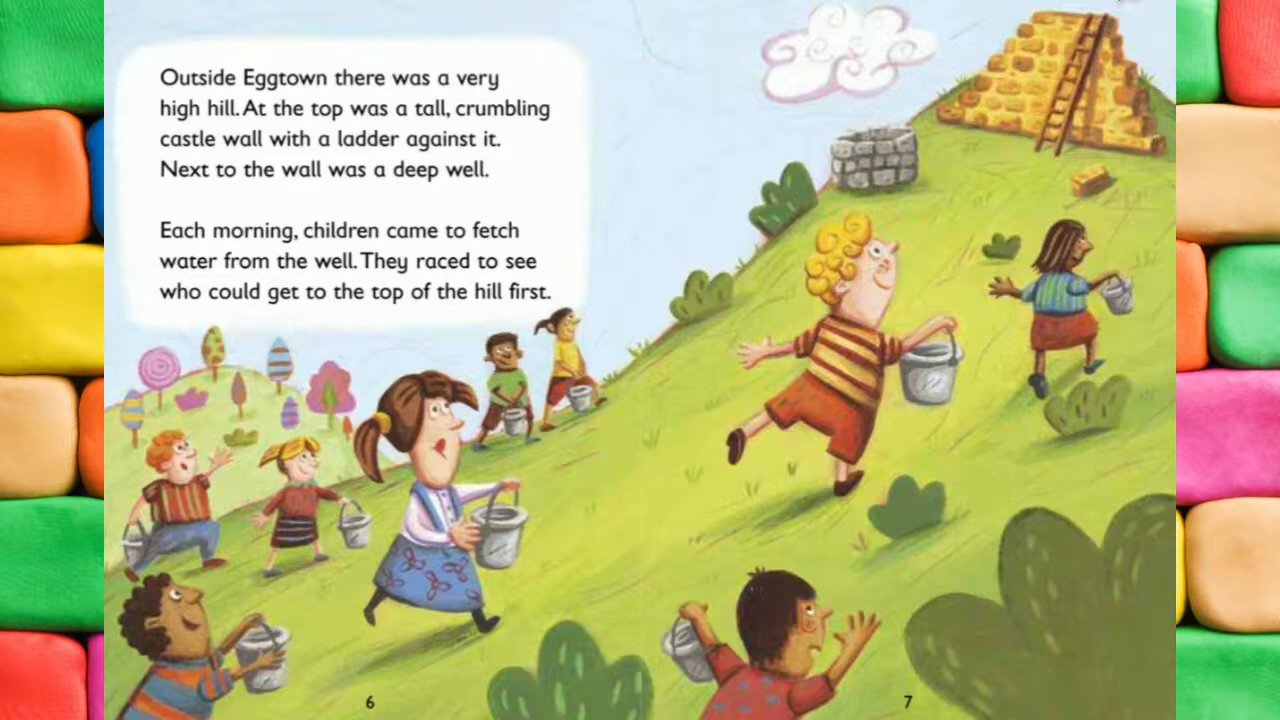 Outside Eggtown there was a very
high hill. At the top was a tall, crumbling
castle wall with a ladder against it.
Next to the wall was a deep well.
Each morning, children came to fetch
water from the well. They raced to see
who could get to the top of the hill first.
6
7